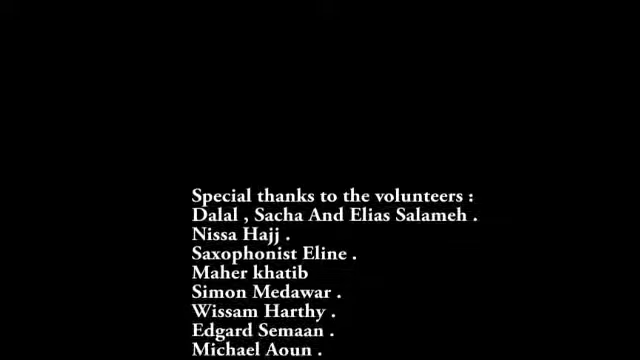 Special thanks to the volunteers :
Dalal , Sacha And Elias Salameh .
Nissa Hajj .
Saxophonist Eline .
Maher khatib
Simon Medawar .
Wissam Harthy .
Edgard Semaan .
Michael Aoun .